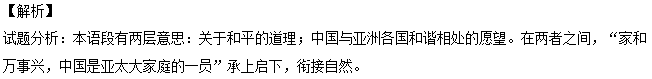 【解析】
试题分析：本语段有两层意思：关于和平的道理；中国与亚洲各国和谐相处的愿望。在两者之间，“家和
万事兴，中国是亚太大家庭的一员”承上启下，衔接自然。